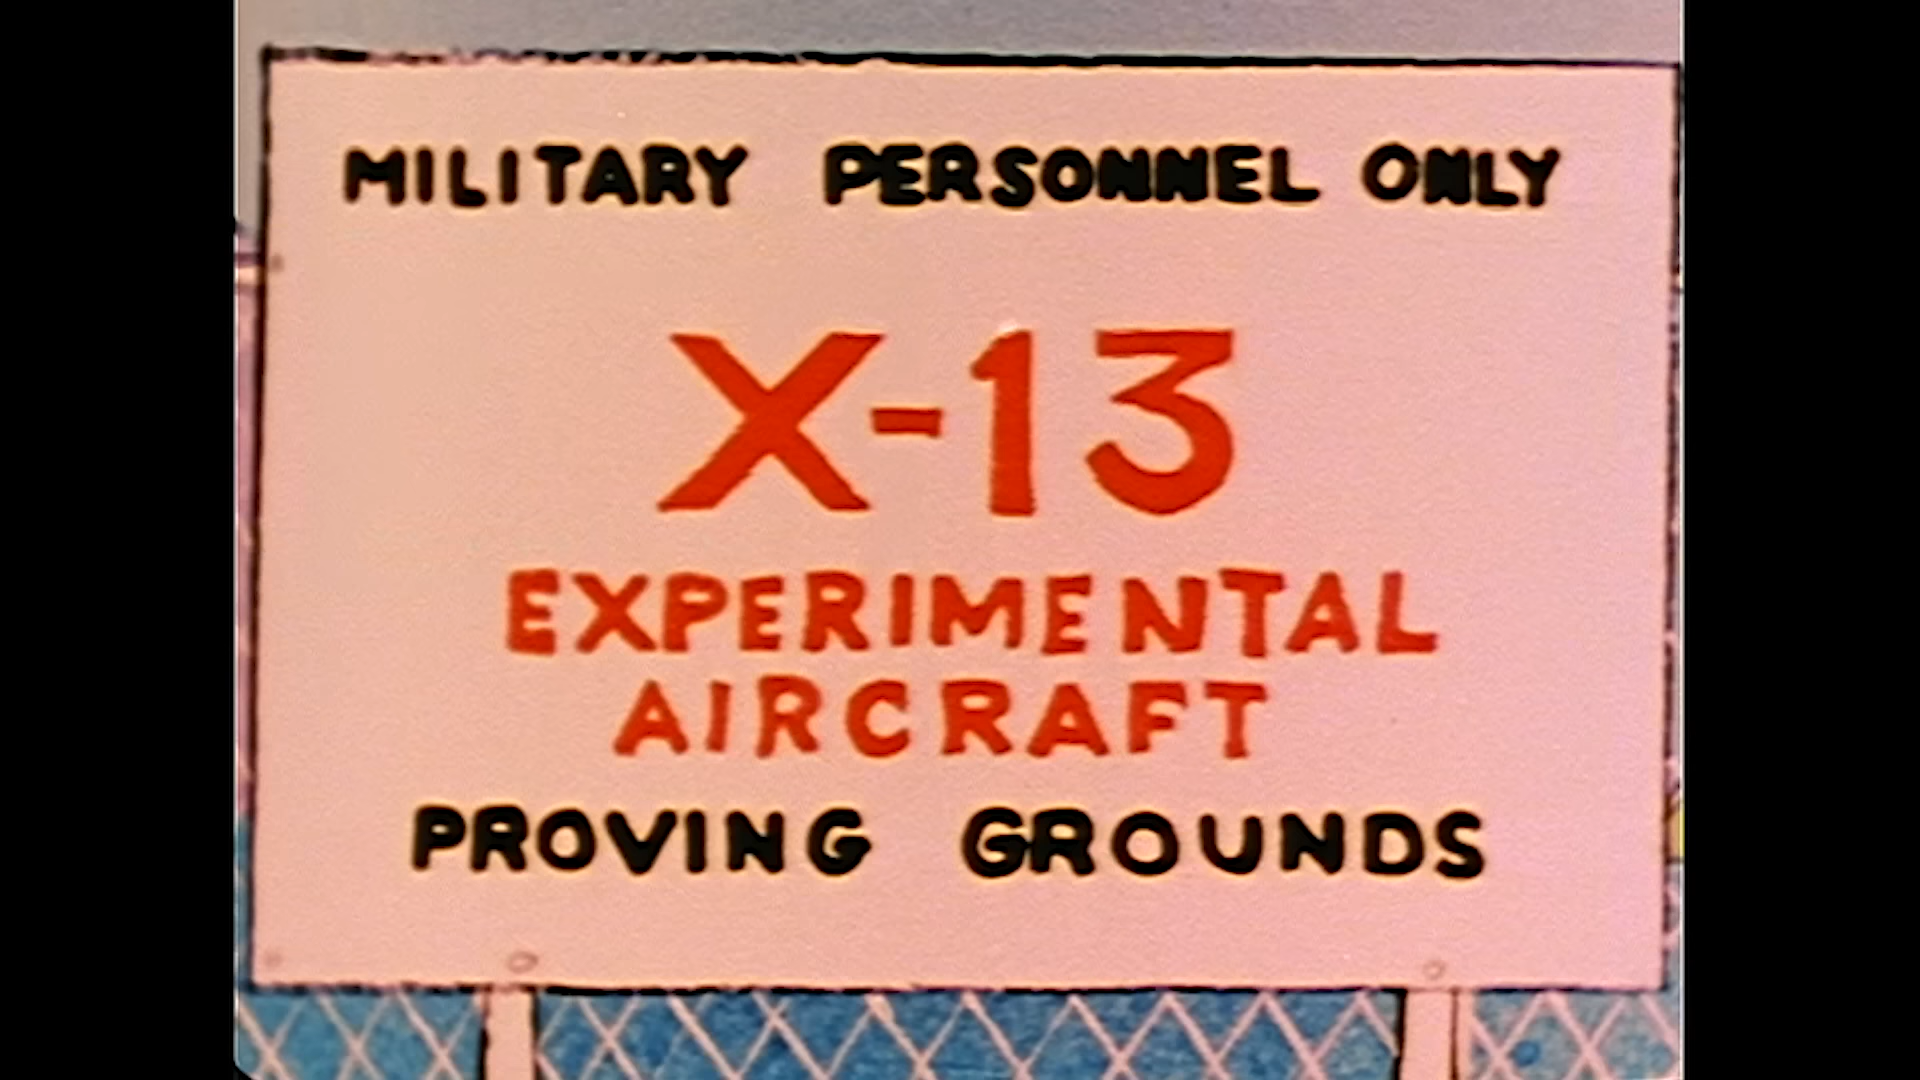 MILITARY PERSONNEL ONLY
X-13
EXPERIMENTAL
AIRCRAFT
PROVING GROUNDS